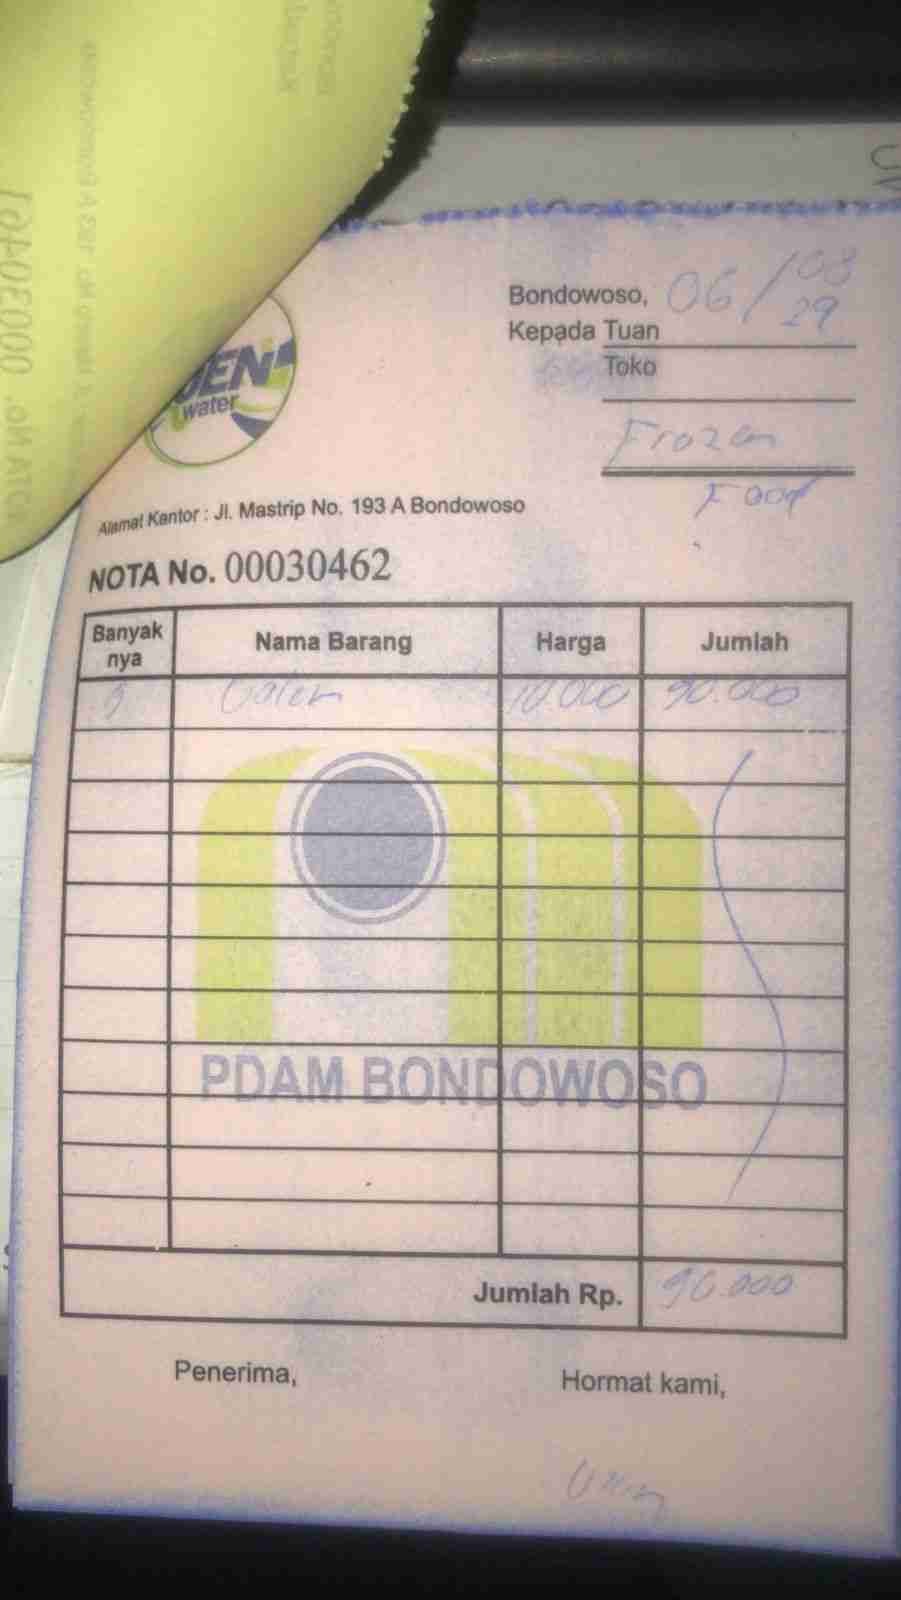 GEN
water
Bondowoso, 06/08
29
Kepada Tuan
Toko
Frozen
Food
Alamat Kantor : Jl. Mastrip No. 193 A Bondowoso
NOTA No. 00030462
Banyak nya Nama Barang Harga Jumlah
9 Galon 10.000 90.000
PDAM BONDOWOSO
Jumlah Rp. 90.000
Penerima, Hormat kami,